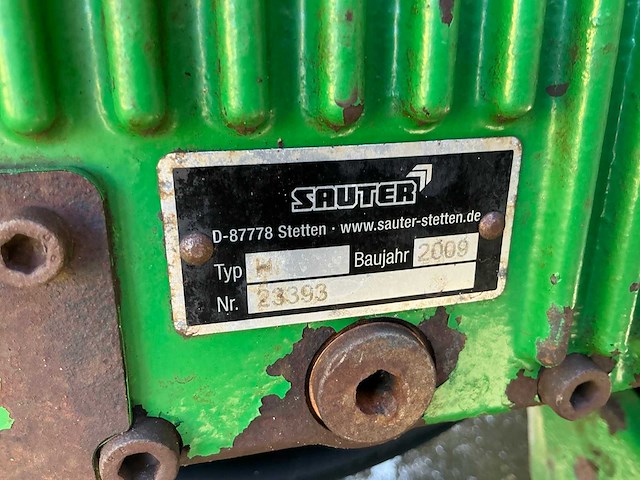 SAUTER
D-87778 Stetten · www.sauter-stetten.de
Typ Baujahr 2009
Nr. 23393